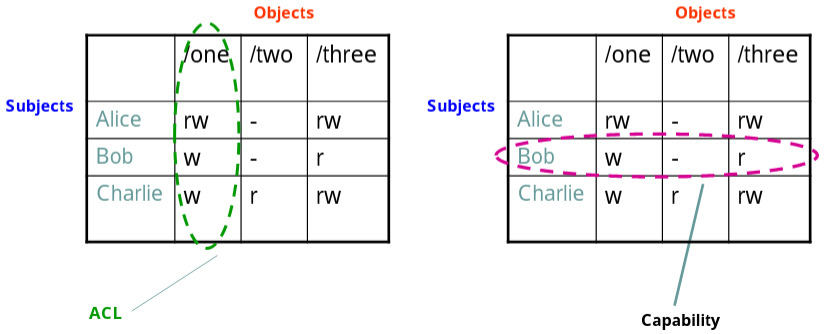 Objects
/one /two /three
Subjects
Alice rw - rw
Bob w - r
Charlie w r rw
ACL
Objects
/one /two /three
Subjects
Alice rw - rw
Bob w - r
Charlie w r rw
Capability